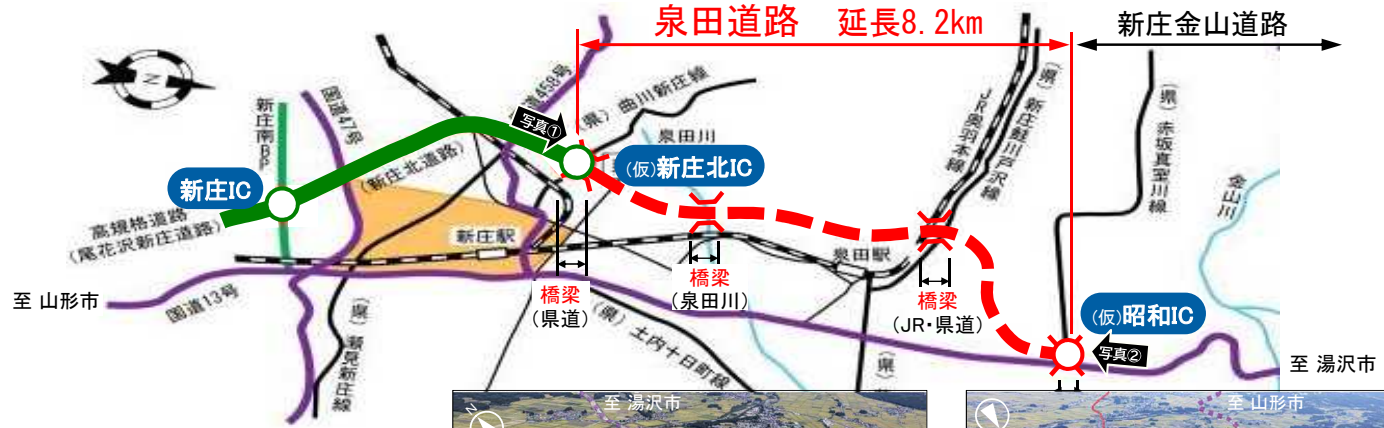 泉田道路 延長8.2km
新庄金山道路
N
新庄南BP
国道47号
(新庄北道路)
道458号
写真①
(県)曲川新庄線
泉田川
JR奥羽本線
(県)新庄鮭川戸沢線
(県)赤坂真室川線
金山川
新庄IC
(仮)新庄北IC
高規格道路
(尾花沢新庄道路)
新庄駅
泉田駅
至 山形市
国道13号
橋梁
(県道)
橋梁
(泉田川)
橋梁
(JR・県道)
(仮)昭和IC
写真②
至 湯沢市
(県)瀬見新庄線
(県)土内十日町線
(県)
N
至 湯沢市
至 山形市